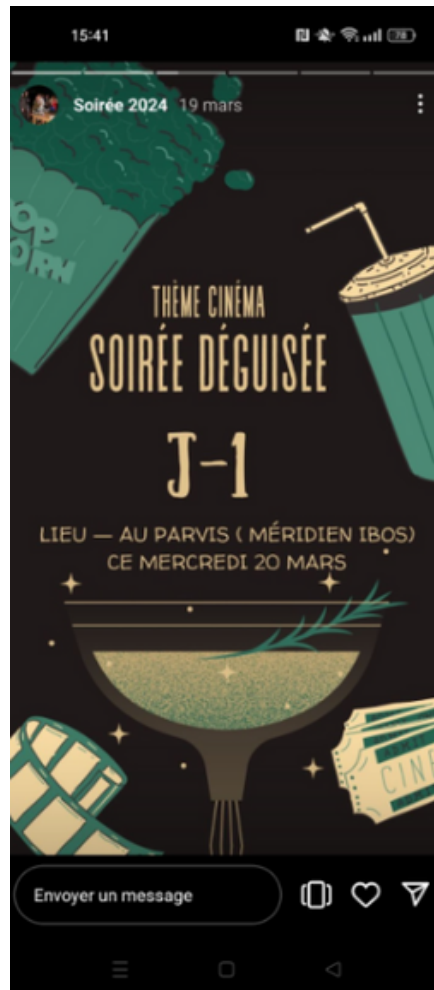 15:41
78
Soirée 2024 19 mars
POP
CORN
THÈME CINÉMA
SOIRÉE DÉGUISÉE
J-1
LIEU — AU PARVIS ( MÉRIDIEN IBOS)
CE MERCREDI 20 MARS
CINE
Envoyer un message